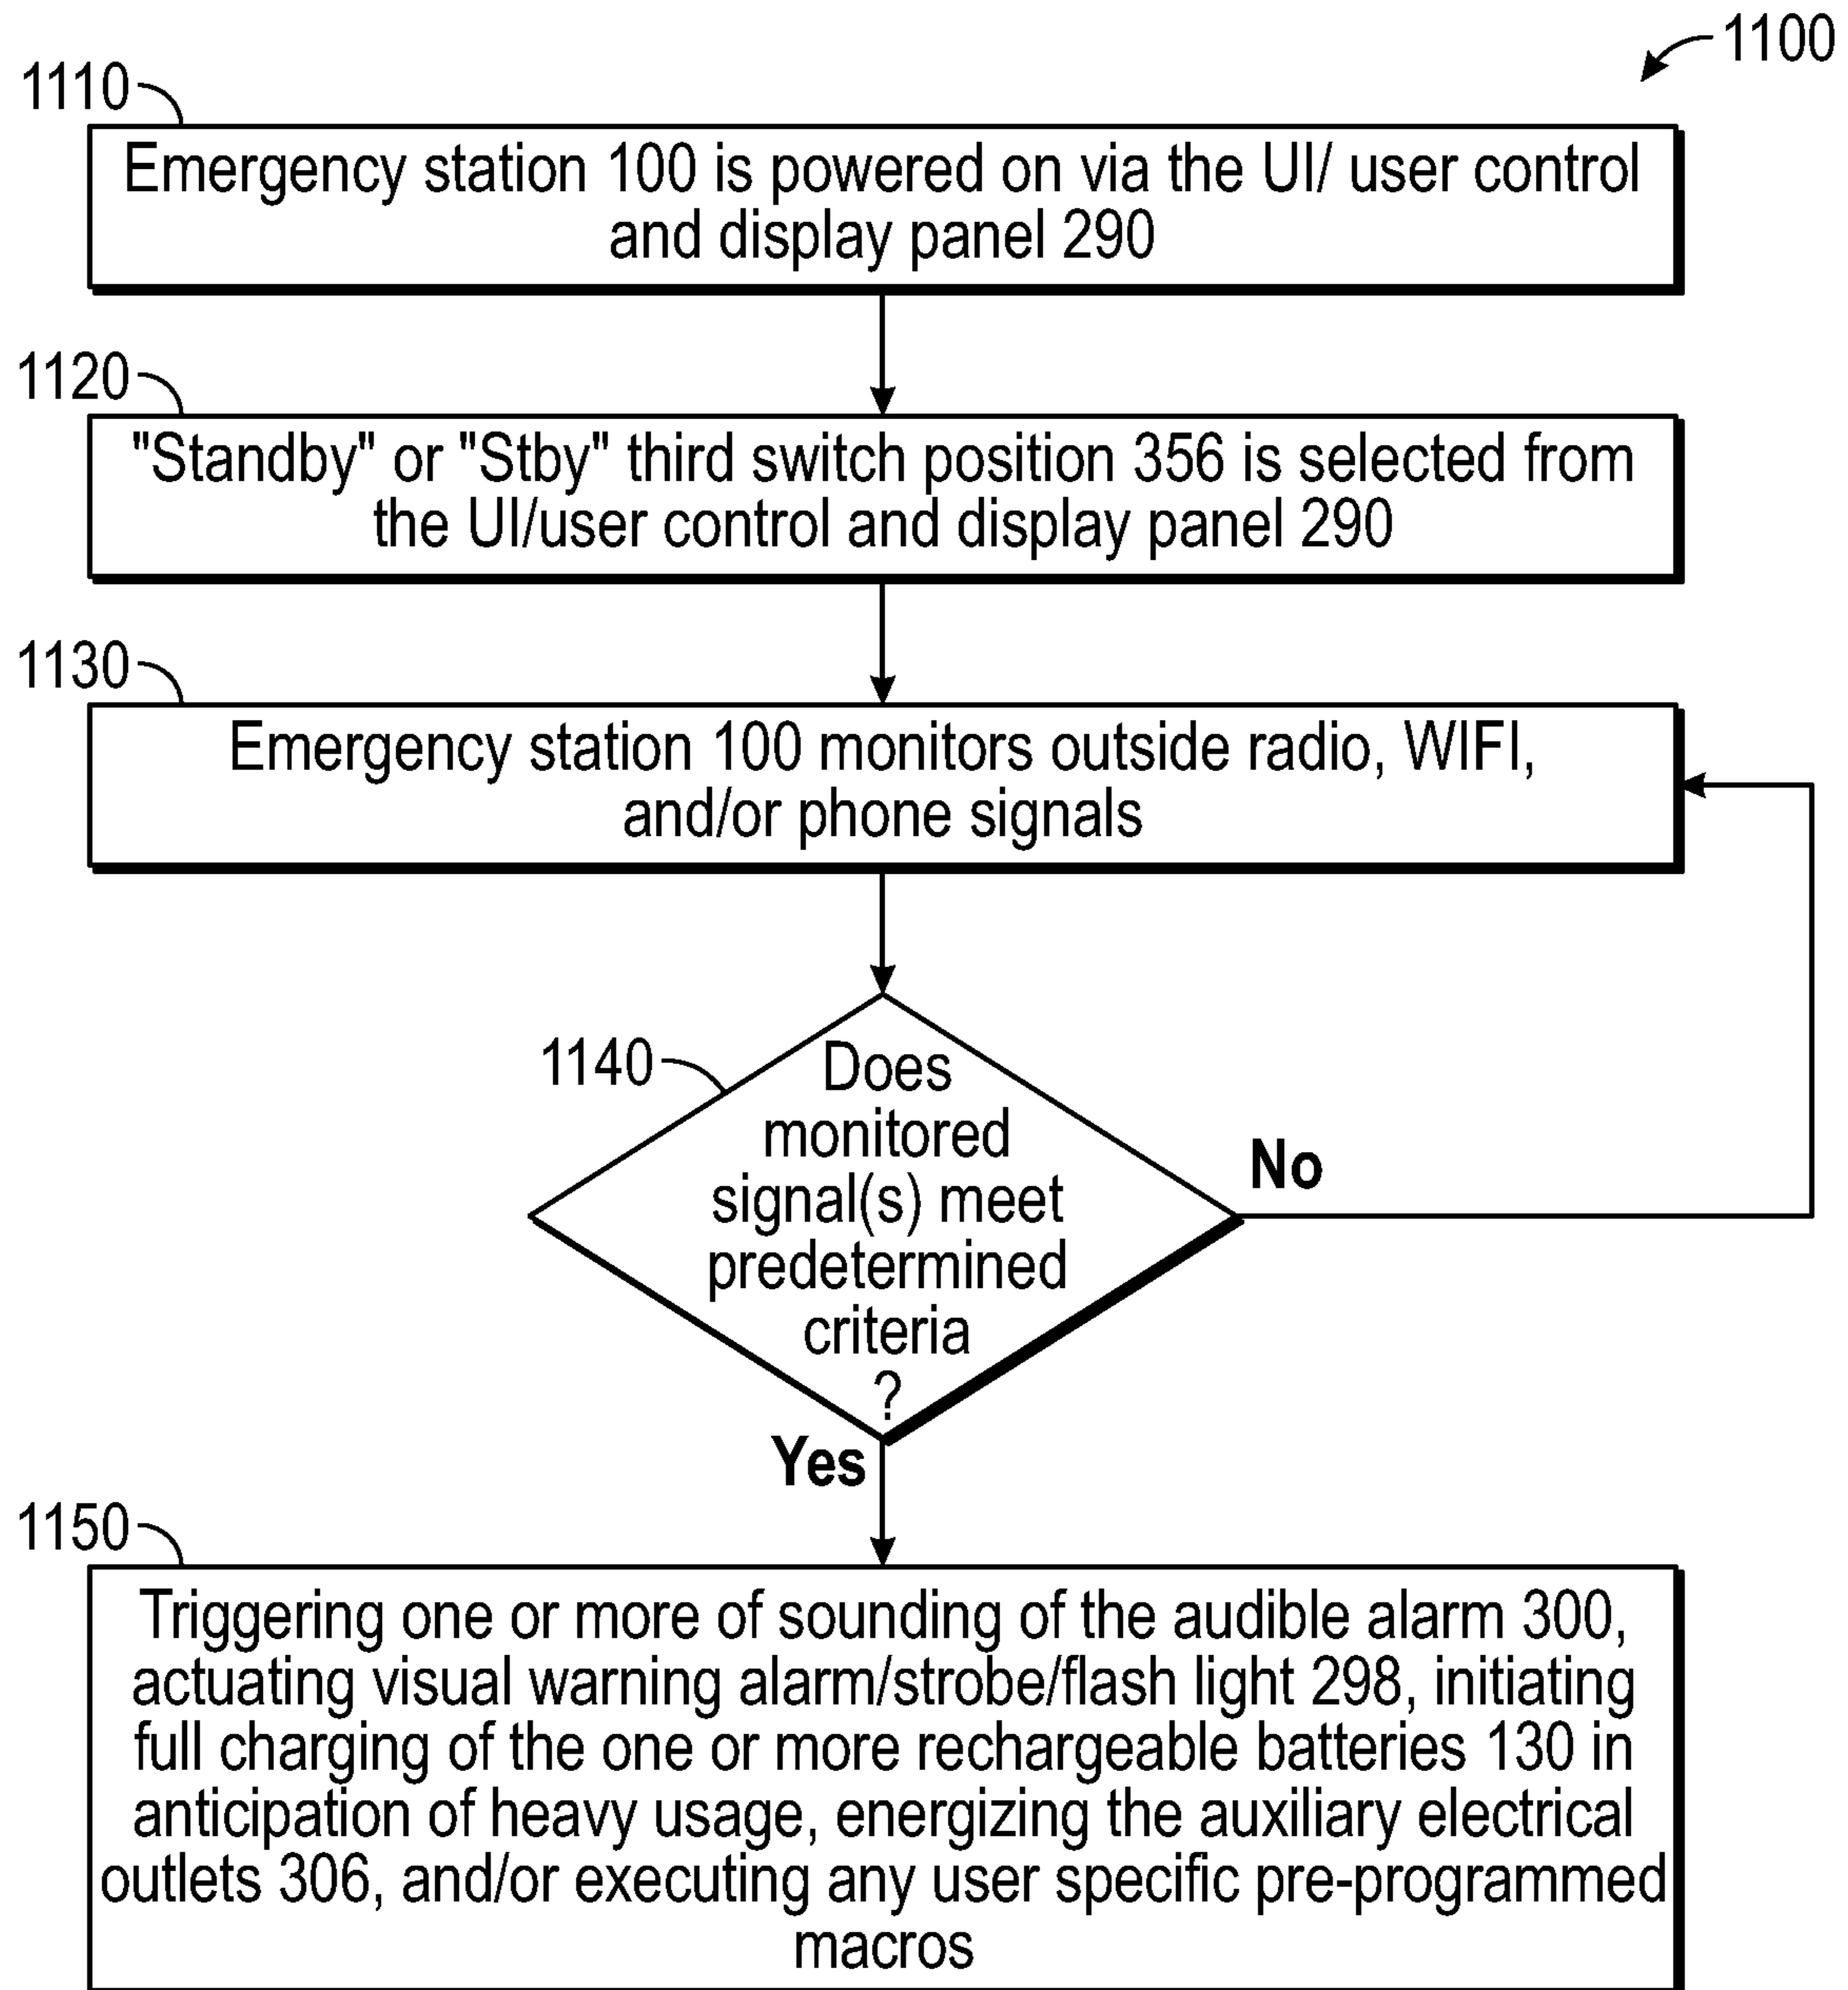 1100
1110
Emergency station 100 is powered on via the UI/ user control
and display panel 290
1120
"Standby" or "Stby" third switch position 356 is selected from
the UI/user control and display panel 290
1130
Emergency station 100 monitors outside radio, WIFI,
and/or phone signals
1140
Does
monitored
signal(s) meet
predetermined
criteria
?
No
Yes
1150
Triggering one or more of sounding of the audible alarm 300,
actuating visual warning alarm/strobe/flash light 298, initiating
full charging of the one or more rechargeable batteries 130 in
anticipation of heavy usage, energizing the auxiliary electrical
outlets 306, and/or executing any user specific pre-programmed
macros